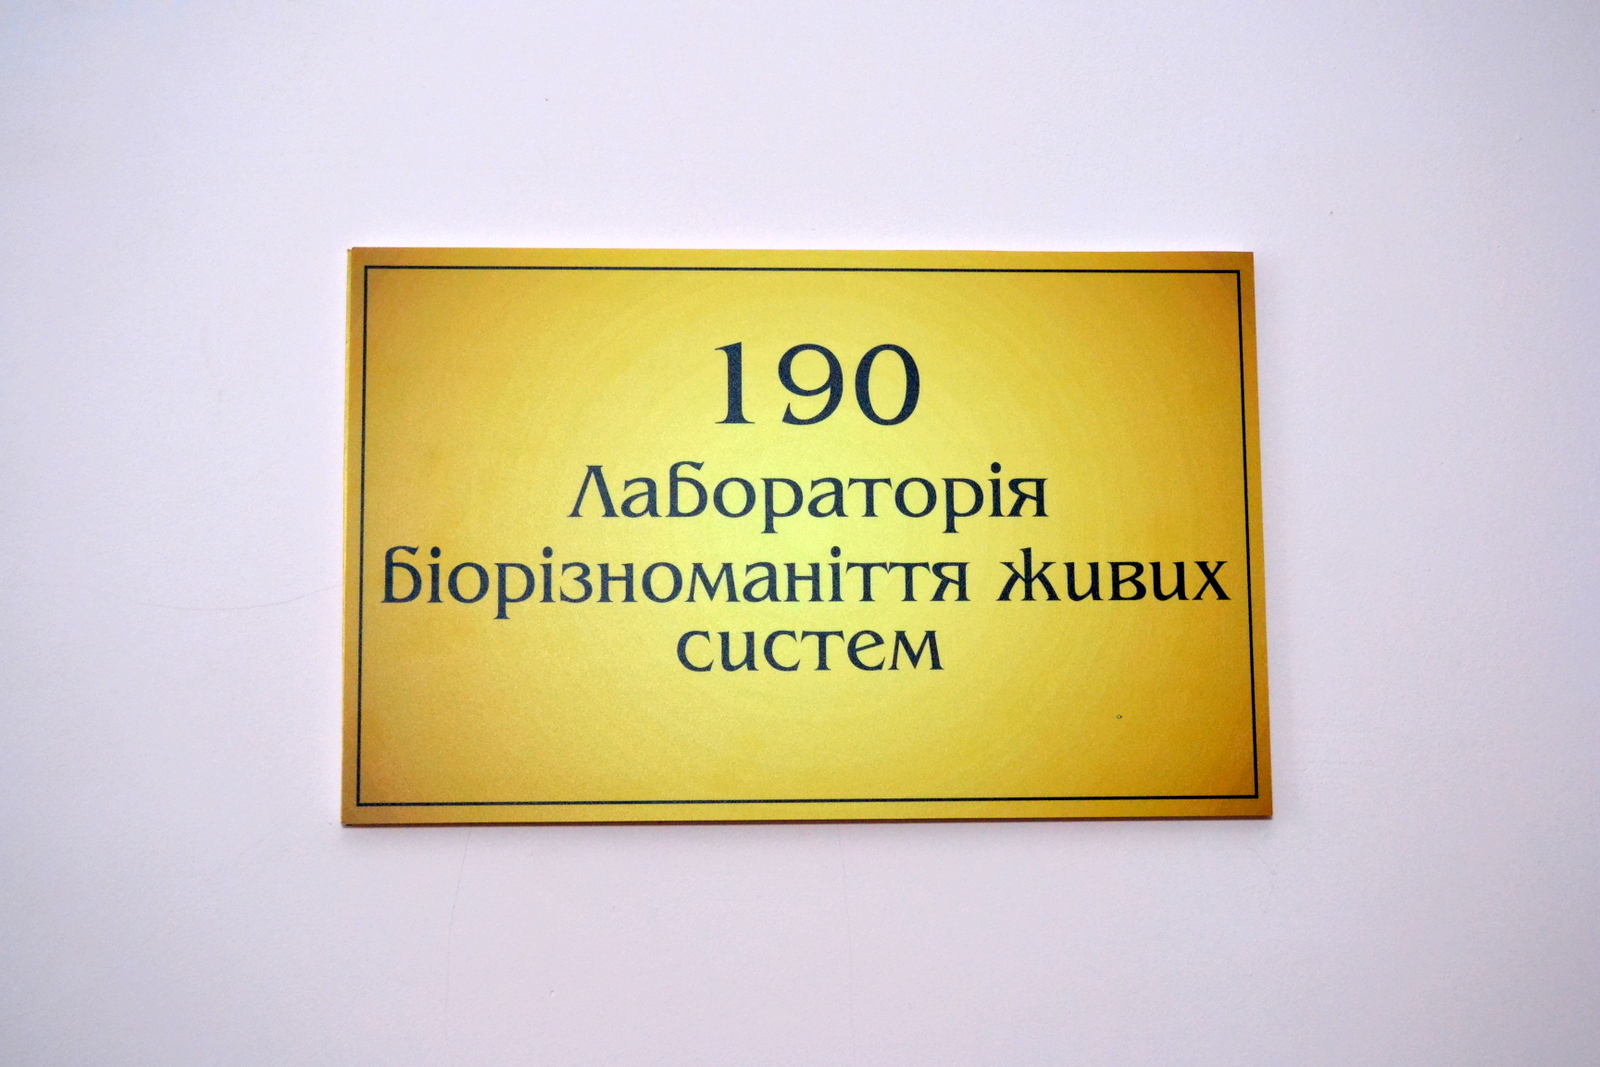 190
Лабораторія
біорізноманіття живих
систем